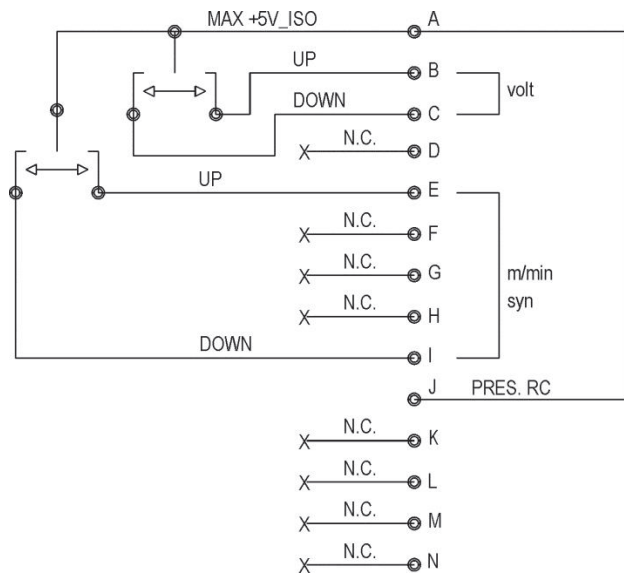 MAX +5V_ISO A
UP B
volt
DOWN C
N.C. D
X
UP E
N.C. F
X
N.C. G
X
m/min
N.C. H
X
syn
DOWN I
J PRES. RC
N.C. K
X
N.C. L
X
N.C. M
X
N.C. N
X